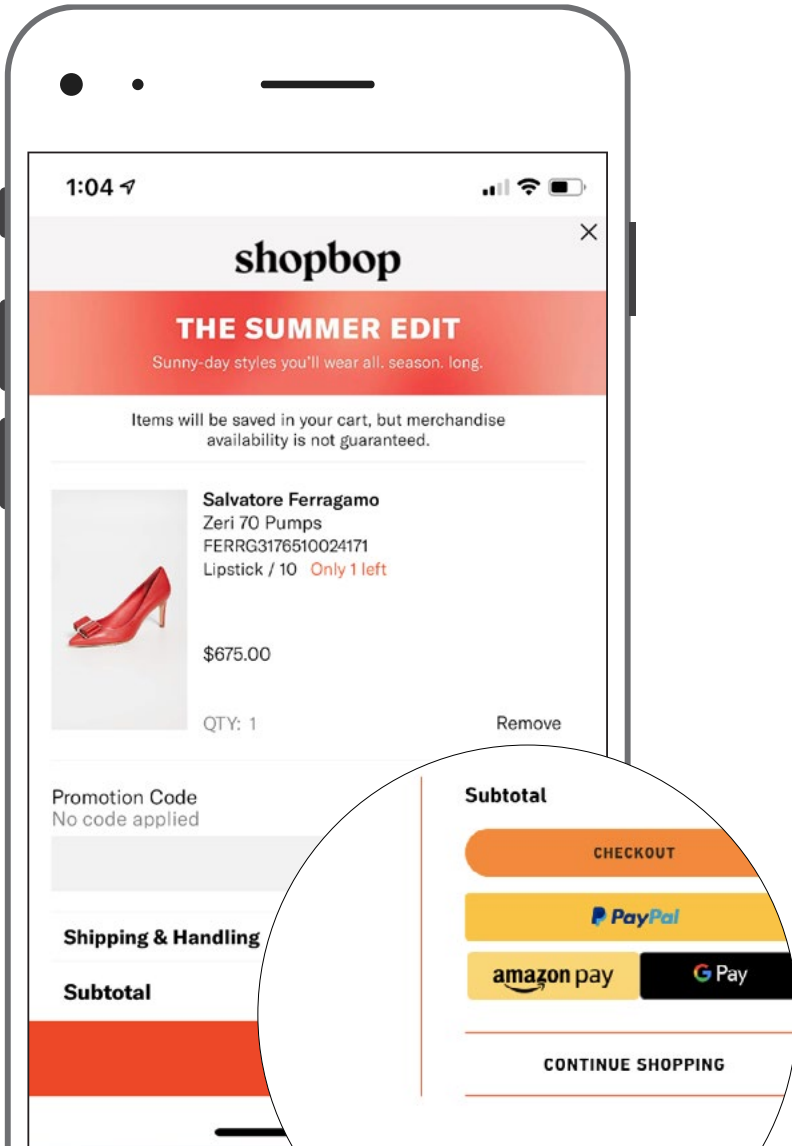 1:04
shopbop
THE SUMMER EDIT
Sunny-day styles you'll wear all. season. long.
Items will be saved in your cart, but merchandise
availability is not guaranteed.
Salvatore Ferragamo
Zeri 70 Pumps
FERRG3176510024171
Lipstick / 10 Only 1 left
$675.00
QTY: 1 Remove
Promotion Code
No code applied
Shipping & Handling
Subtotal
Subtotal
CHECKOUT
PayPal
amazon pay
G Pay
CONTINUE SHOPPING